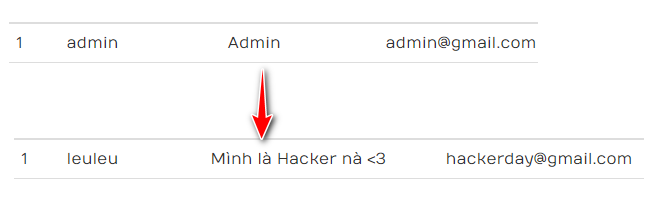 1 admin Admin admin@gmail.com
1 leuleu Mình là Hacker nà <3 hackerday@gmail.com